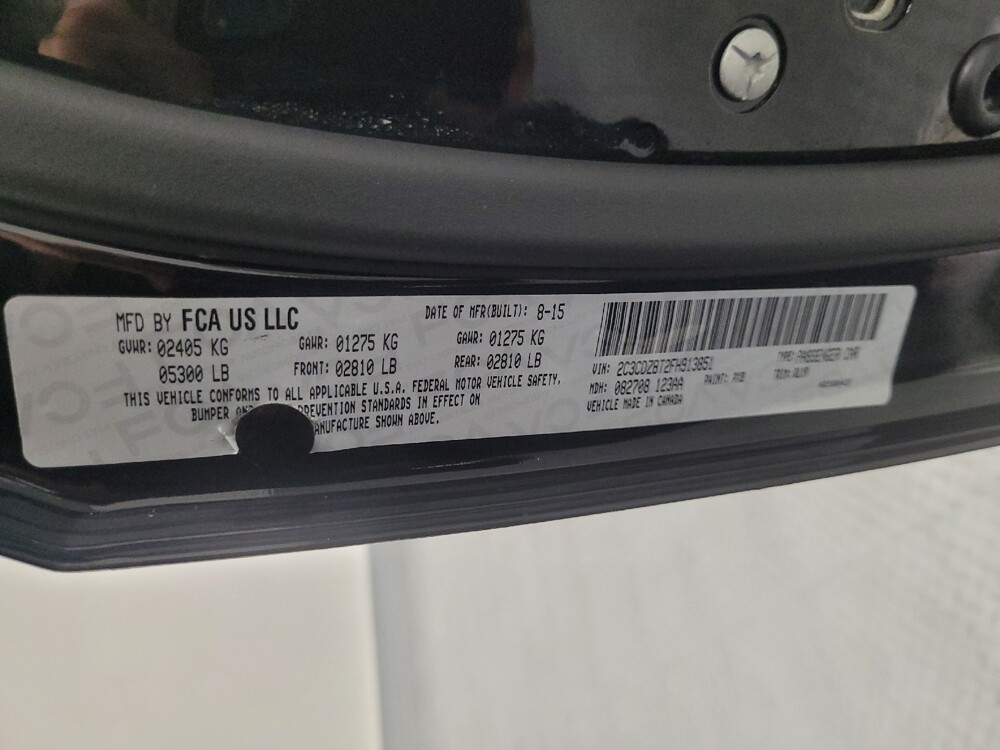 MFD BY FCA US LLC
DATE OF MFR(BUILT): 8-15
GVWR: 02405 KG
GAWR: 01275 KG
GAWR: 01275 KG
05300 LB
FRONT: 02810 LB
REAR: 02810 LB
THIS VEHICLE CONFORMS TO ALL APPLICABLE U.S.A. FEDERAL MOTOR VEHICLE SAFETY,
BUMPER AND PREVENTION STANDARDS IN EFFECT ON
MANUFACTURE SHOWN ABOVE.
VIN: 2C3CDZBT2FH913851
TYPE: PASSENGER CAR
MDH: 082708 123AA
PAINT:
TRIM:
VEHICLE MADE IN CANADA